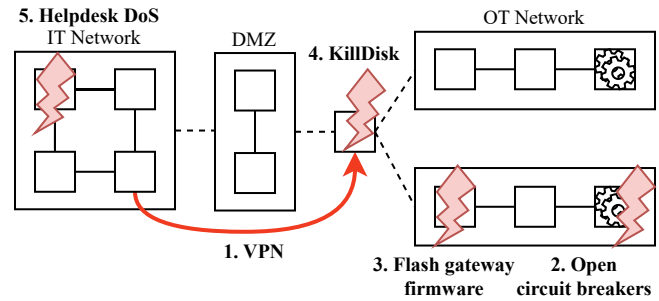 5. Helpdesk DoS
IT Network
DMZ
4. KillDisk
OT Network
1. VPN
3. Flash gateway
firmware
2. Open
circuit breakers